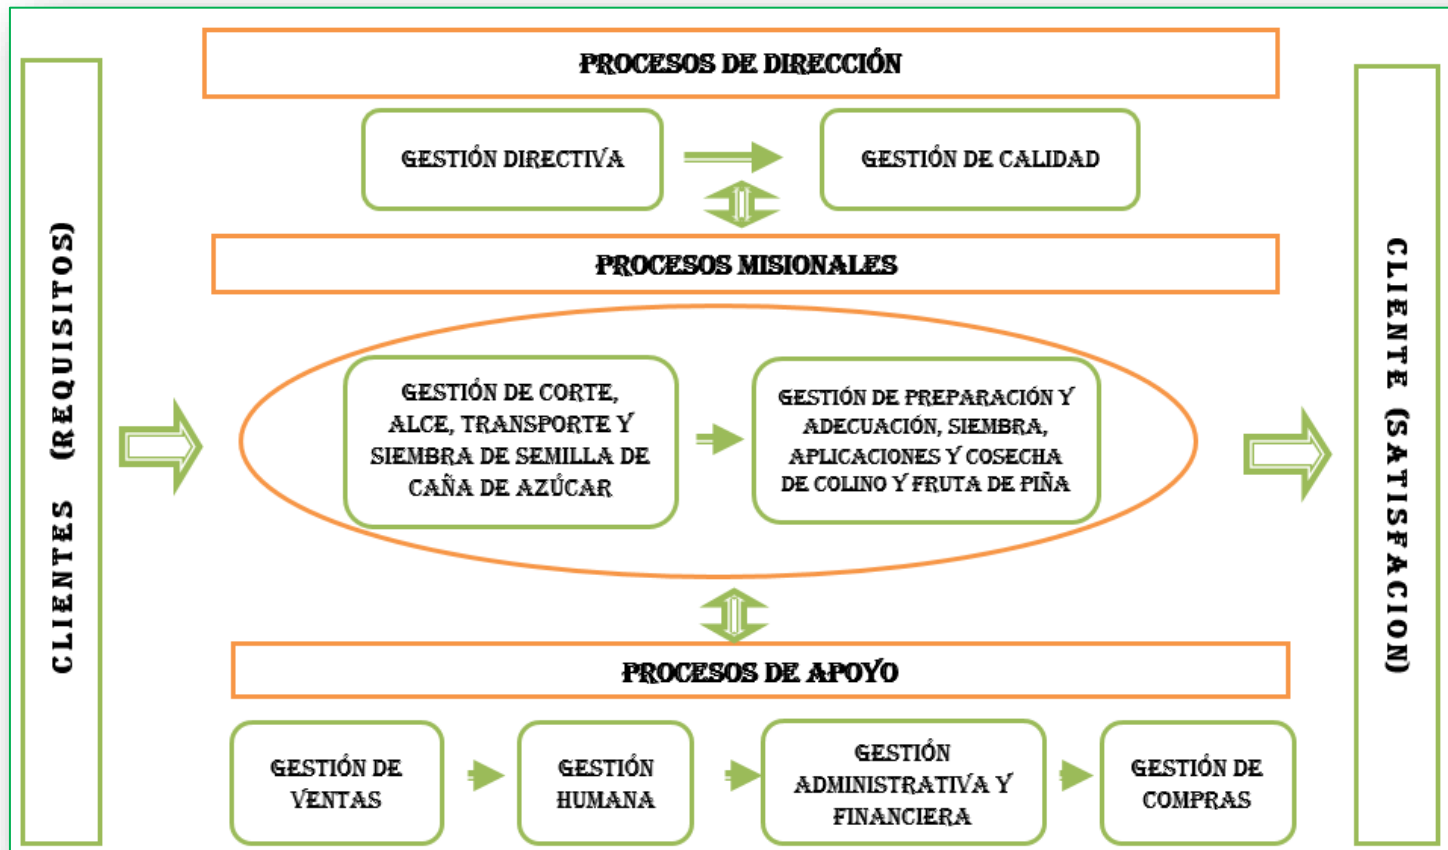 CLIENTES (REQUISITOS)
PROCESOS DE DIRECCIÓN
GESTIÓN DIRECTIVA
GESTIÓN DE CALIDAD
PROCESOS MISIONALES
GESTIÓN DE CORTE,
ALCE, TRANSPORTE Y
SIEMBRA DE SEMILLA DE
CAÑA DE AZÚCAR
GESTIÓN DE PREPARACIÓN Y
ADECUACIÓN, SIEMBRA,
APLICACIONES Y COSECHA
DE COLINO Y FRUTA DE PIÑA
PROCESOS DE APOYO
GESTIÓN DE
VENTAS
GESTIÓN
HUMANA
GESTIÓN
ADMINISTRATIVA Y
FINANCIERA
GESTIÓN DE
COMPRAS
CLIENTE (SATISFACION)